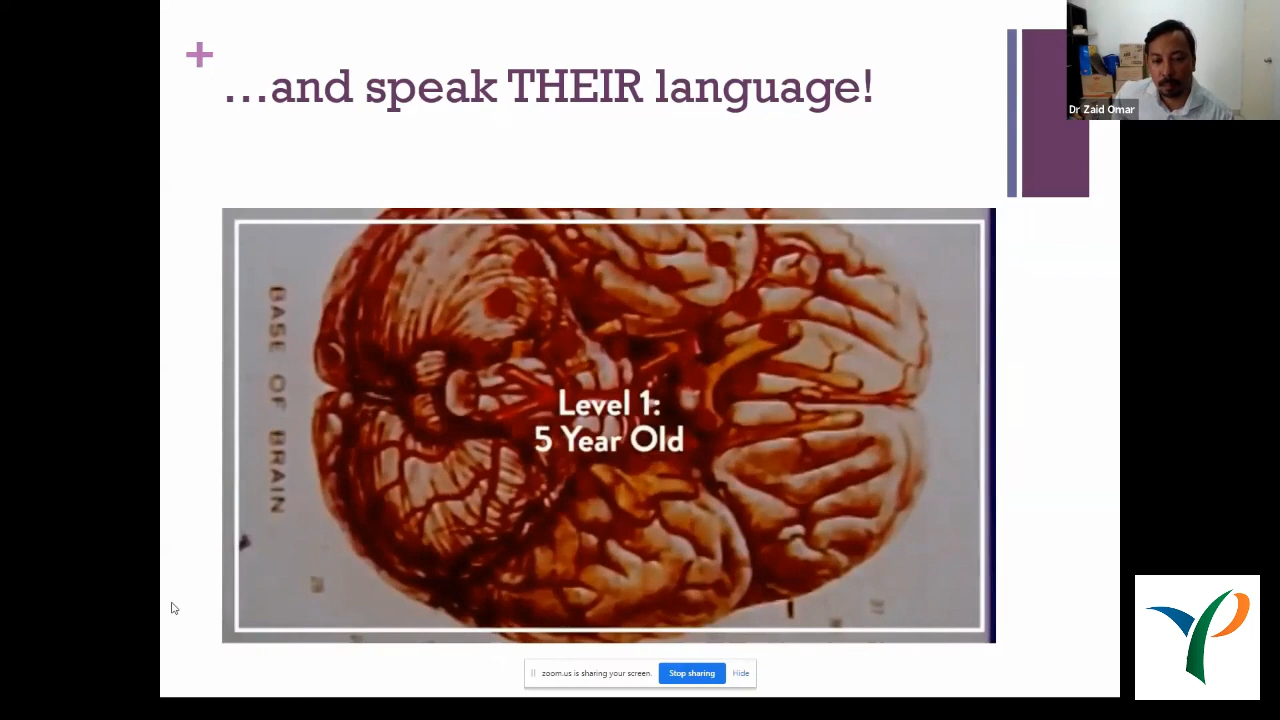 +
...and speak THEIR language!
Dr Zaid Omar
BASE OF BRAIN
Level 1:
5 Year Old
zoom.us is sharing your screen.
Stop sharing
Hide